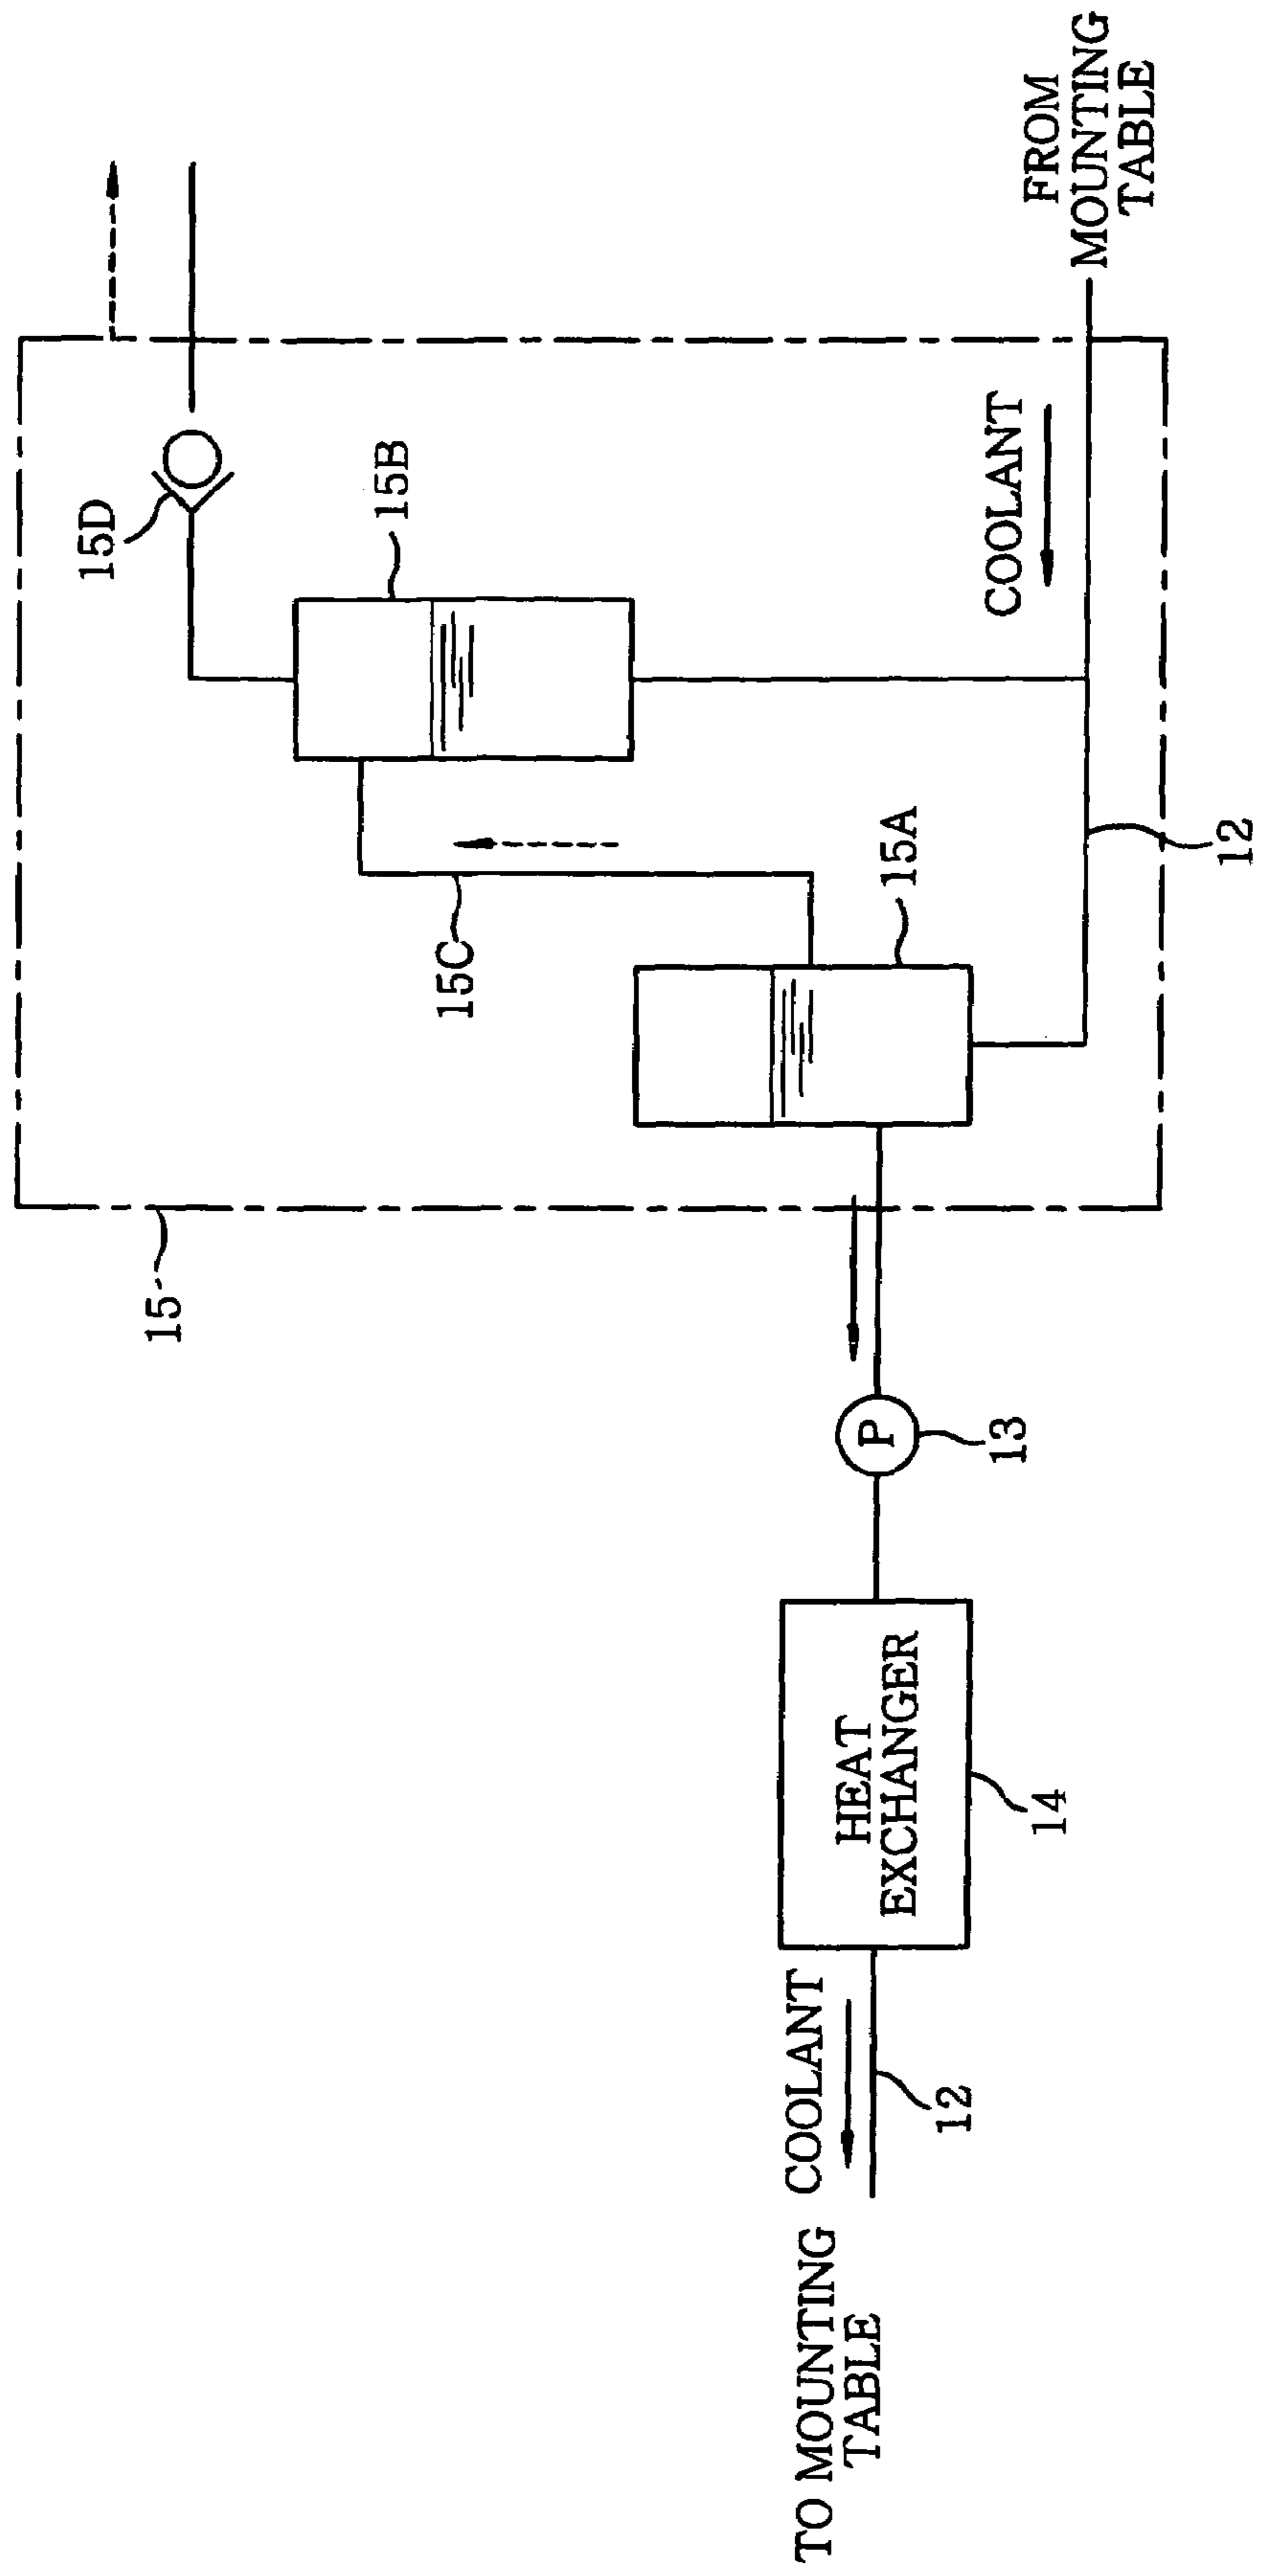 15D
15B
FROM
MOUNTING
TABLE
COOLANT
15C
15A
12
15
P
13
HEAT
EXCHANGER
14
COOLANT
12
TO MOUNTING
TABLE